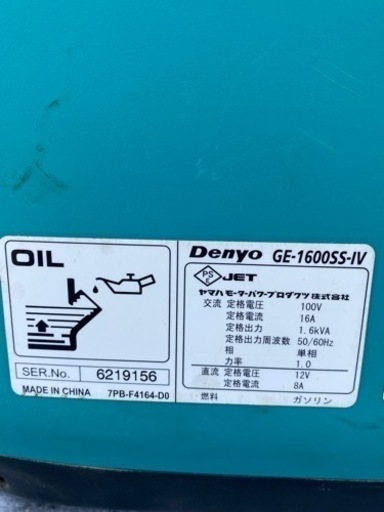 OIL
SER.No. 6219156
MADE IN CHINA 7PB-F4164-D0
Denyo GE-1600SS-IV
PS E JET
ヤマハモーターパワープロダクツ株式会社
交流 定格電圧 100V
定格電流 16A
定格出力 1.6kVA
定格出力周波数 50/60Hz
相 単相
力率 1.0
直流 定格電圧 12V
定格電流 8A
燃料 ガソリン